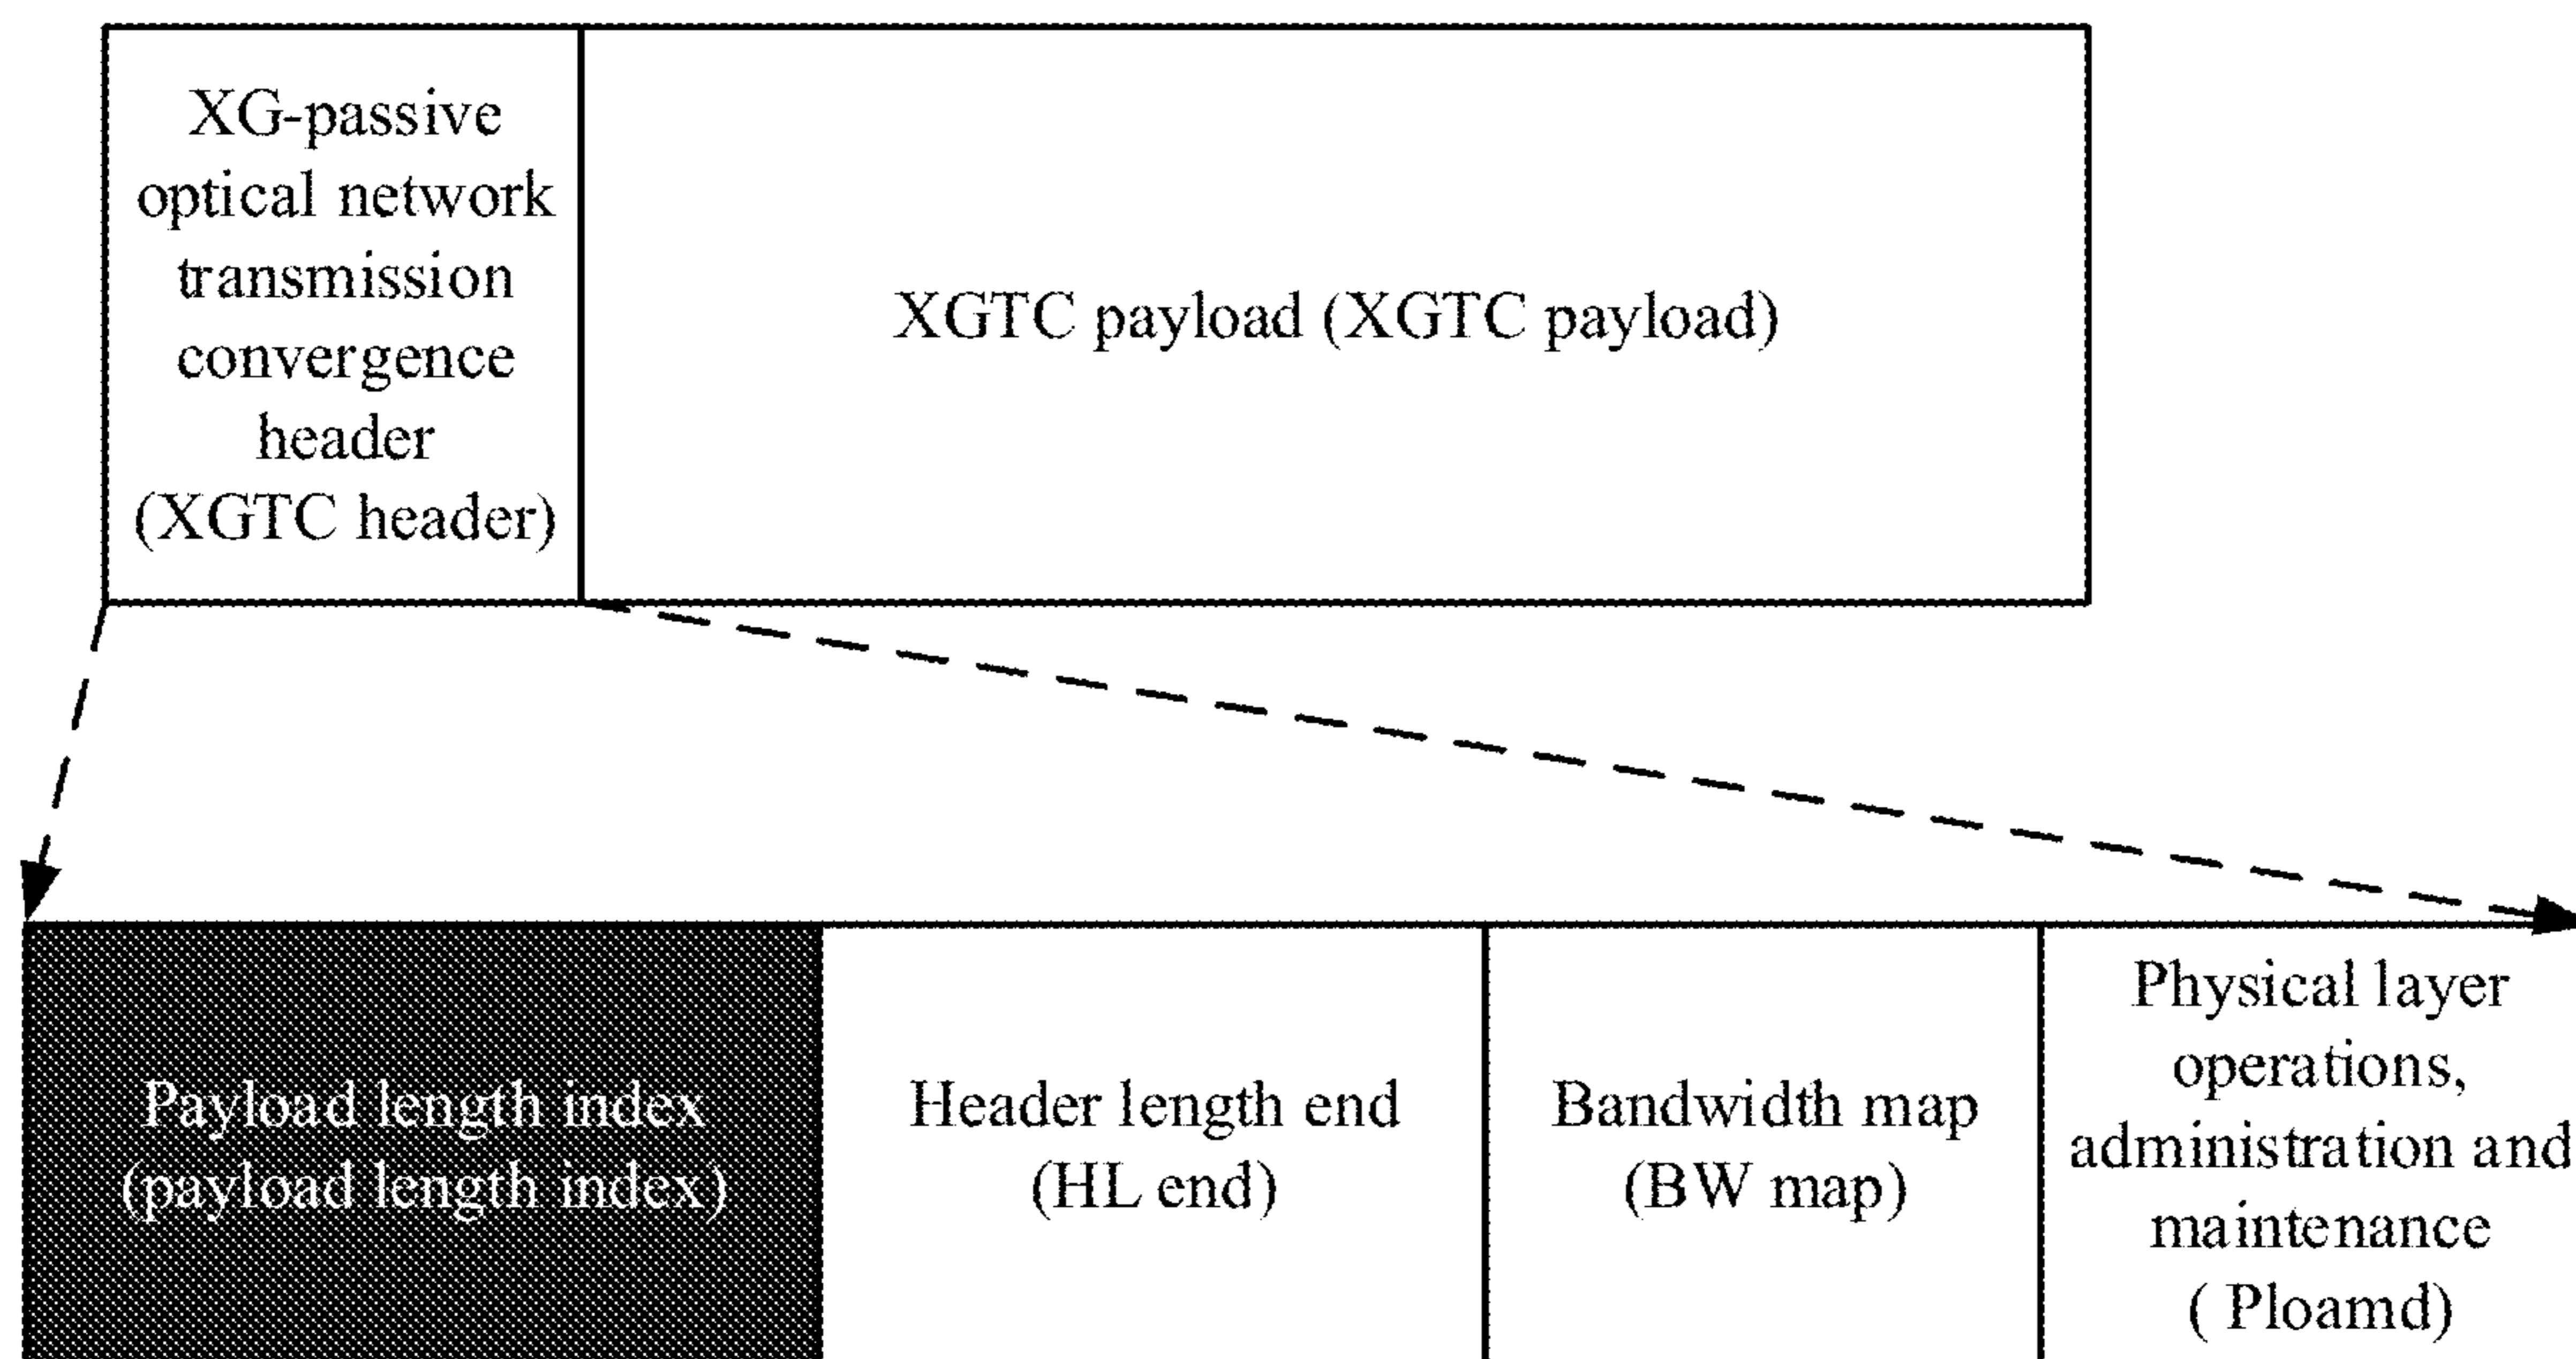 XG-passive
optical network
transmission
convergence
header
(XGTC header)
XGTC payload (XGTC payload)
Payload length index
(payload length index)
Header length end
(HL end)
Bandwidth map
(BW map)
Physical layer
operations,
administration and
maintenance
( Ploamd)